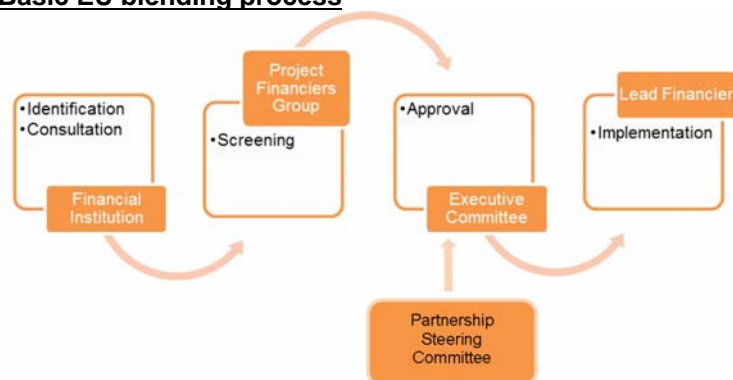 Basic EU blending process
•Identification
•Consultation
Financial
Institution
Project
Financiers
Group
•Screening
•Approval
Executive
Committee
Lead Financier
•Implementation
Partnership
Steering
Committee